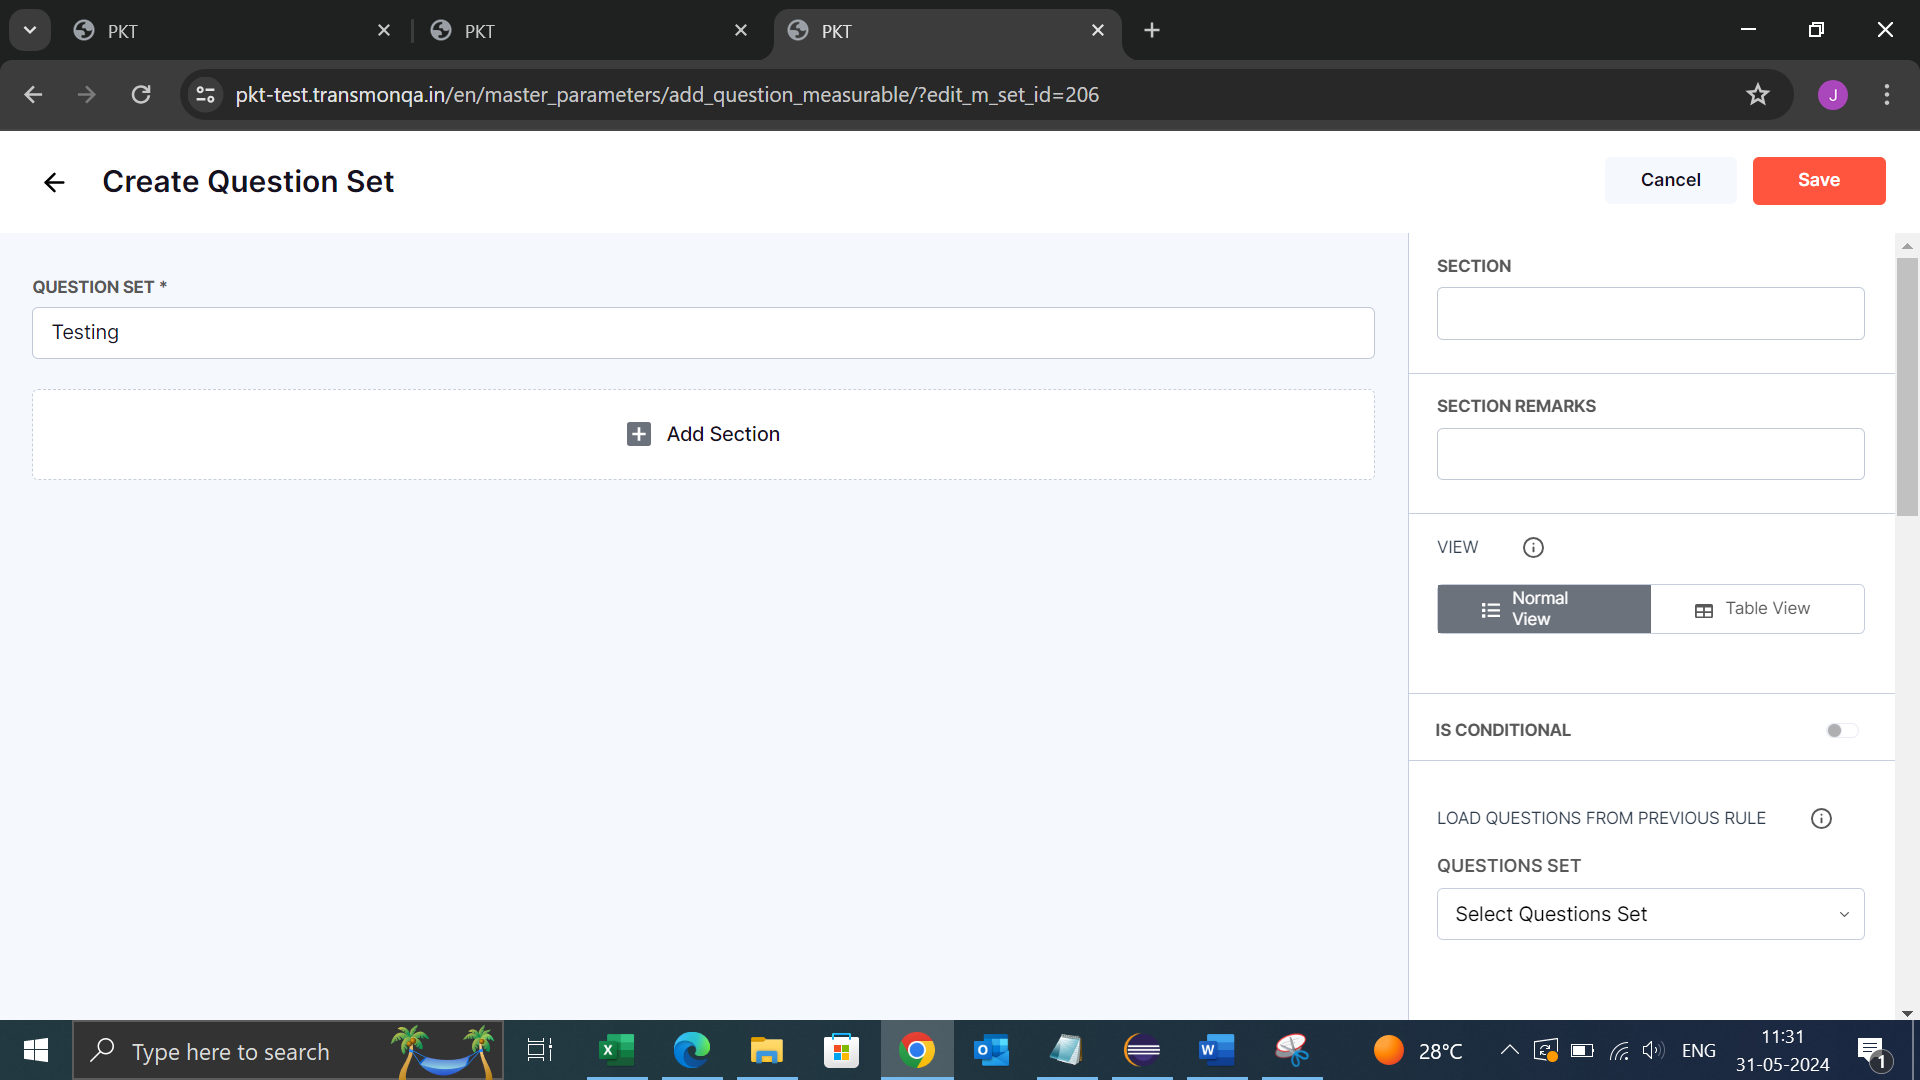 PKT
PKT
PKT
pkt-test.transmonqa.in/en/master_parameters/add_question_measurable/?edit_m_set_id=206
J
Create Question Set
Cancel
Save
QUESTION SET *
Testing
Add Section
SECTION
SECTION REMARKS
VIEW
Normal
View
Table View
IS CONDITIONAL
LOAD QUESTIONS FROM PREVIOUS RULE
QUESTIONS SET
Select Questions Set
Type here to search
28°C
ENG
11:31
31-05-2024
1